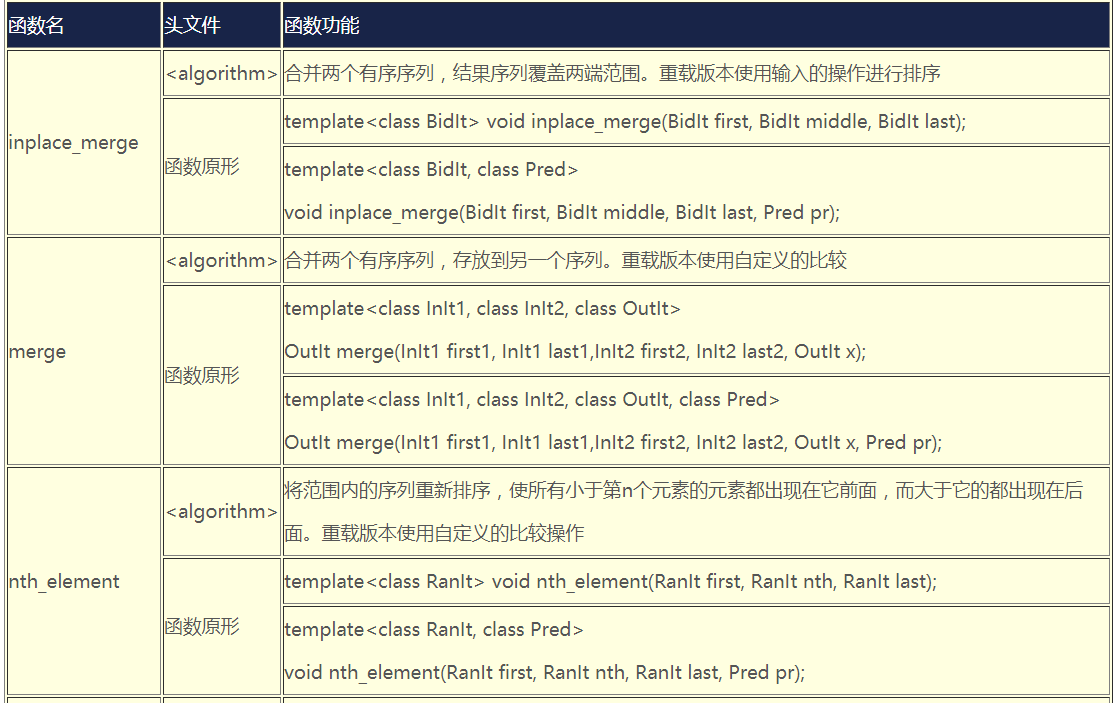 函数名 头文件 函数功能
<algorithm> 合并两个有序序列，结果序列覆盖两端范围。重载版本使用输入的操作进行排序
inplace_merge
函数原形
template<class BidIt> void inplace_merge(BidIt first, BidIt middle, BidIt last);
template<class BidIt, class Pred>
void inplace_merge(BidIt first, BidIt middle, BidIt last, Pred pr);
<algorithm> 合并两个有序序列，存放到另一个序列。重载版本使用自定义的比较
merge
函数原形
template<class InIt1, class InIt2, class OutIt>
OutIt merge(InIt1 first1, InIt1 last1,InIt2 first2, InIt2 last2, OutIt x);
template<class InIt1, class InIt2, class OutIt, class Pred>
OutIt merge(InIt1 first1, InIt1 last1,InIt2 first2, InIt2 last2, OutIt x, Pred pr);
<algorithm>
将范围内的序列重新排序，使所有小于第n个元素的元素都出现在它前面，而大于它的都出现在后
面。重载版本使用自定义的比较操作
nth_element
函数原形
template<class RanIt> void nth_element(RanIt first, RanIt nth, RanIt last);
template<class RanIt, class Pred>
void nth_element(RanIt first, RanIt nth, RanIt last, Pred pr);